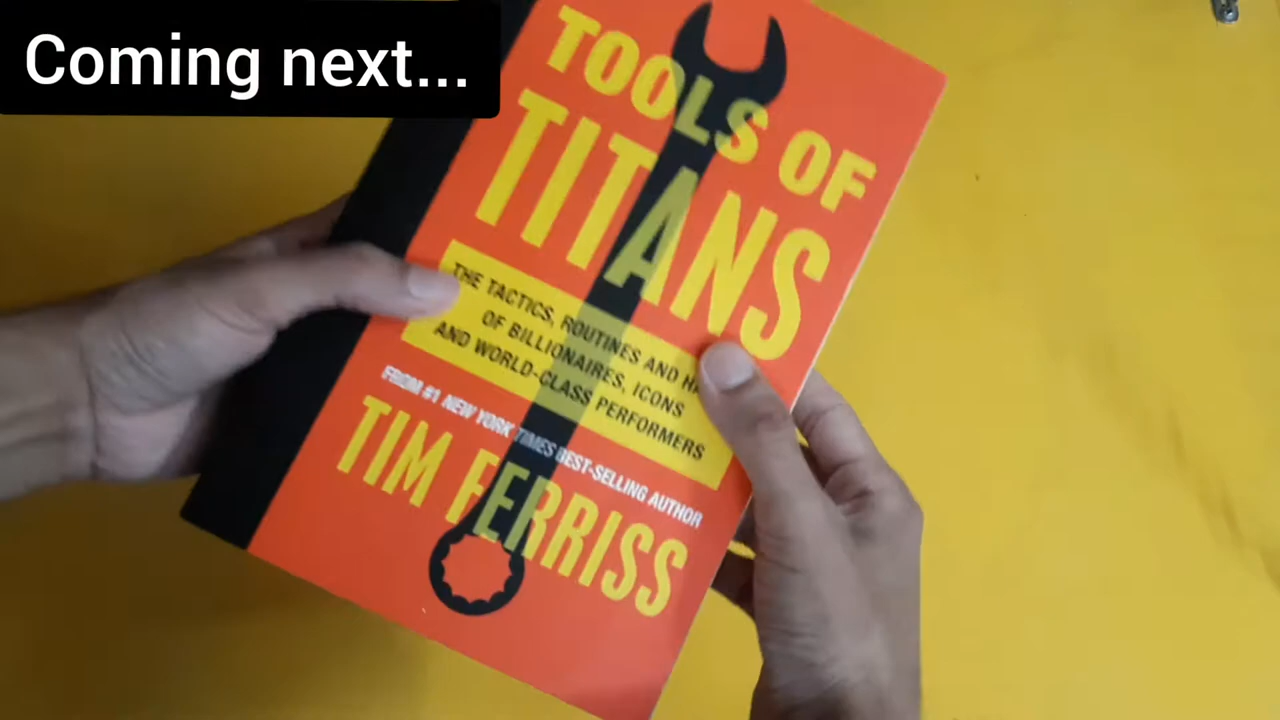 Coming next...
TOOLS OF
TITANS
THE TACTICS, ROUTINES AND
OF BILLIONAIRES, ICONS
AND WORLD-CLASS PERFORMERS
FROM #1 NEW YORK TIMES BEST-SELLING AUTHOR
TIM FERRISS